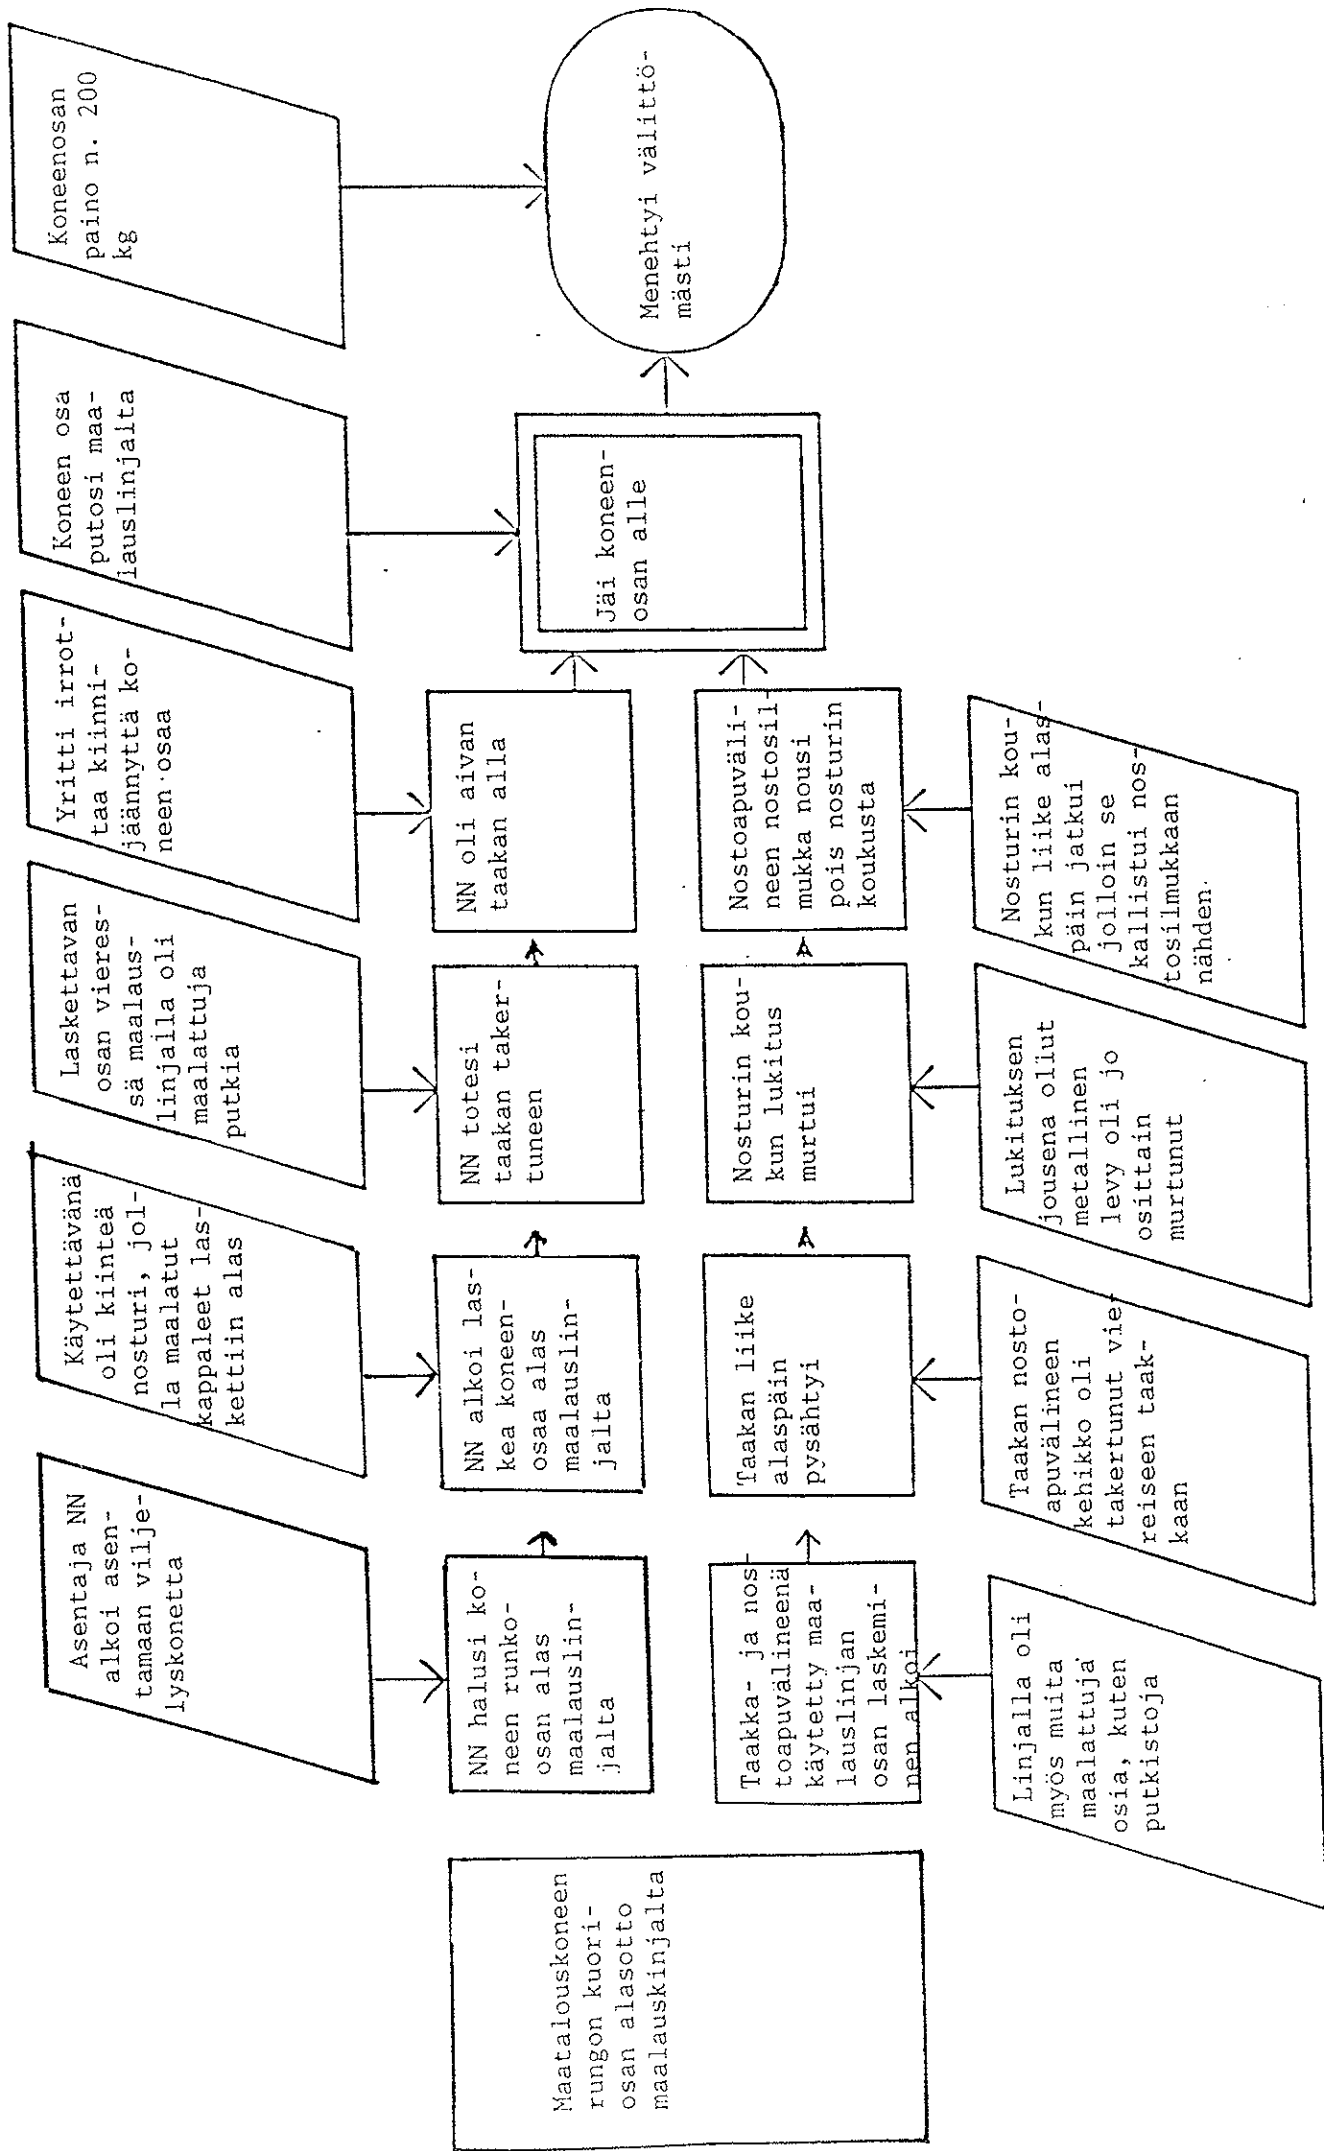 Asentaja NN
alkoi asen-
tamaan vilje-
lyskonetta
Käytettävänä
oli kiinteä
nosturi, jol-
la maalatut
kappaleet las-
kettiin alas
Laskettavan
osan vieres-
sä maalaus-
linjalla oli
maalattuja
putkia
Yritti irrot-
taa kiinni-
jäännyttä ko-
neen osaa
Koneen osa
putosi maa-
lauslinjalta
Koneenosan
paino n. 200
kg
Maatalouskoneen
rungon kuori-
osan alasotto
maalauskinjalta
NN halusi ko-
neen runko-
osan alas
maalauslin-
jalta
NN alkoi las-
kea koneen-
osaa alas
maalauslin-
jalta
NN totesi
taakan taker-
tuneen
NN oli aivan
taakan alla
Jäi koneen-
osan alle
Menehtyi välittö-
mästi
Taakka- ja nos
toapuvälineenä
käytetty maa-
lauslinjan
osan laskemi-
nen alkoi
Taakan liike
alaspäin
pysähtyi
Nosturin kou-
kun lukitus
murtui
Nostoapuväli-
neen nostosil-
mukka nousi
pois nosturin
koukusta
Linjalla oli
myös muita
maalattuja
osia, kuten
putkistoja
Taakan nosto-
apuvälineen
kehikko oli
takertunut vie-
reiseen taak-
kaan
Lukituksen
jousena ollut
metallinen
levy oli jo
osittain
murtunut
Nosturin kou-
kun liike alas-
päin jatkui
jolloin se
kallistui nos-
tosilmukkaan
nähden.